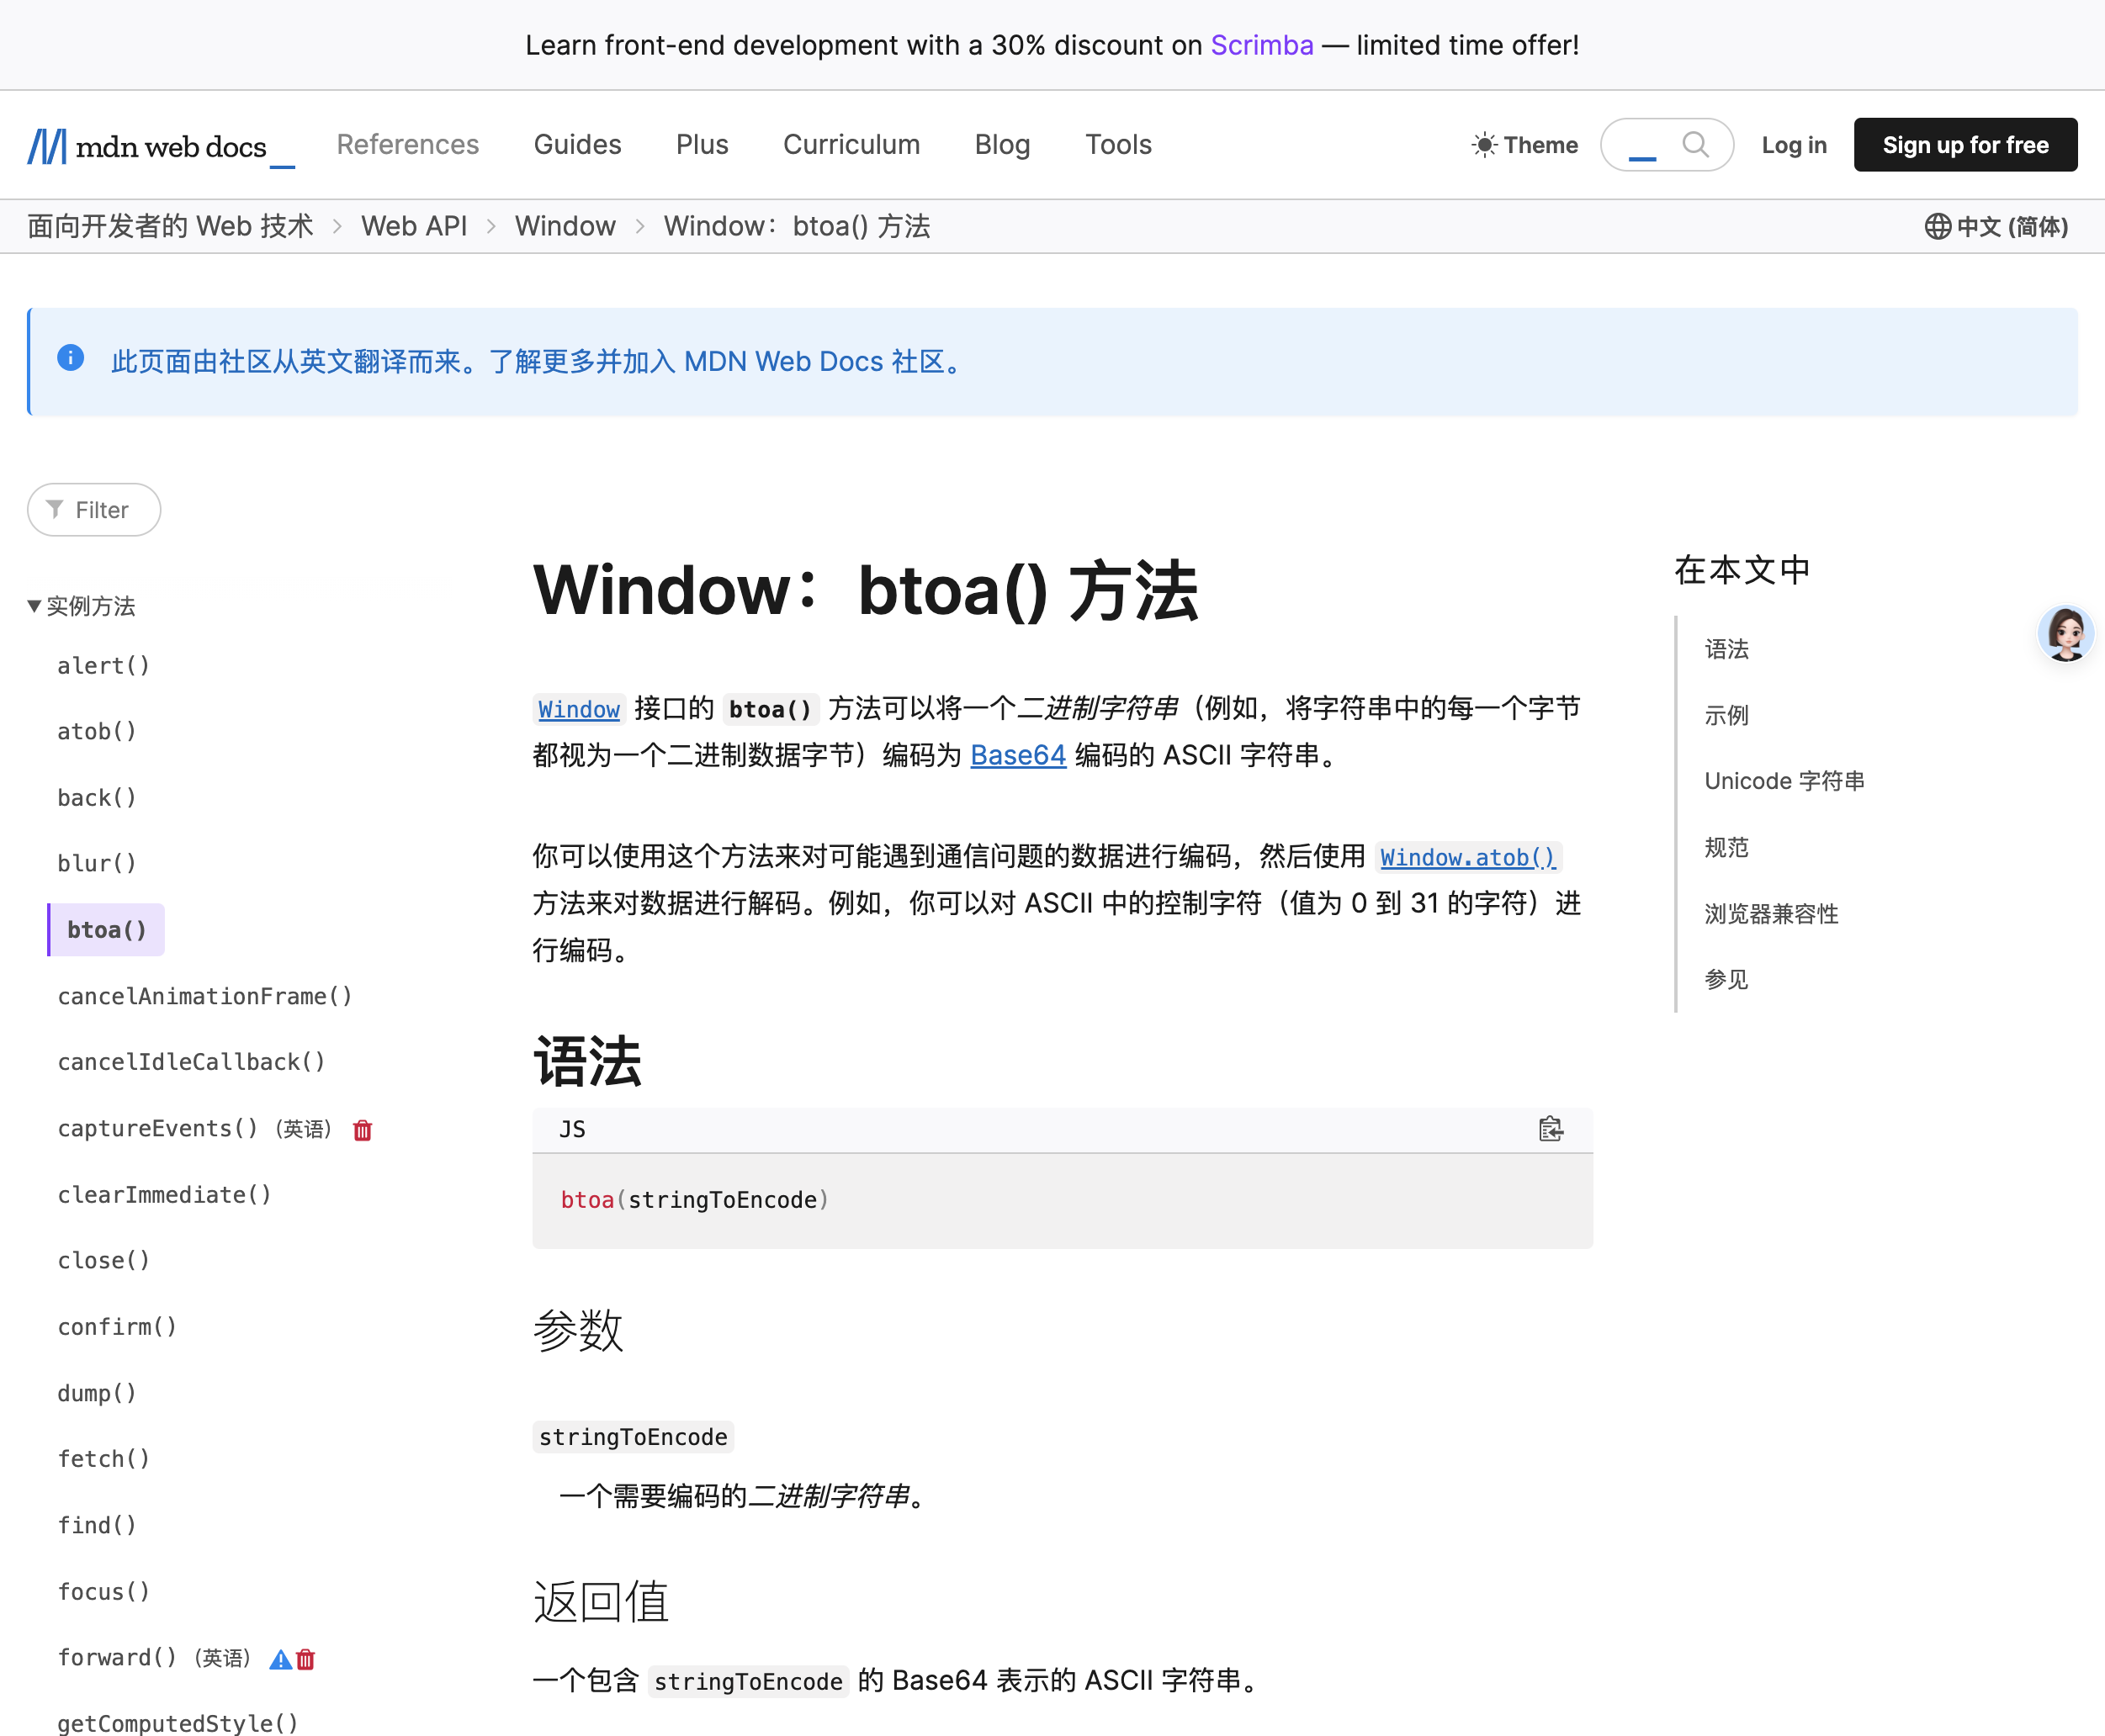 Learn front-end development with a 30% discount on Scrimba — limited time offer!
mdn web docs_
References
Guides
Plus
Curriculum
Blog
Tools
Theme
Log in
Sign up for free
面向开发者的 Web 技术
Web API
Window
Window：btoa() 方法
中文 (简体)
此页面由社区从英文翻译而来。了解更多并加入 MDN Web Docs 社区。
Filter
实例方法
alert()
atob()
back()
blur()
btoa()
cancelAnimationFrame()
cancelIdleCallback()
captureEvents() （英语）
clearImmediate()
close()
confirm()
dump()
fetch()
find()
focus()
forward() （英语）
getComputedStyle()
Window：btoa() 方法
Window 接口的 btoa() 方法可以将一个二进制字符串（例如，将字符串中的每一个字节
都视为一个二进制数据字节）编码为 Base64 编码的 ASCII 字符串。
你可以使用这个方法来对可能遇到通信问题的数据进行编码，然后使用 Window.atob()
方法来对数据进行解码。例如，你可以对 ASCII 中的控制字符（值为 0 到 31 的字符）进
行编码。
语法
JS
btoa(stringToEncode)
参数
stringToEncode
一个需要编码的二进制字符串。
返回值
一个包含 stringToEncode 的 Base64 表示的 ASCII 字符串。
在本文中
语法
示例
Unicode 字符串
规范
浏览器兼容性
参见